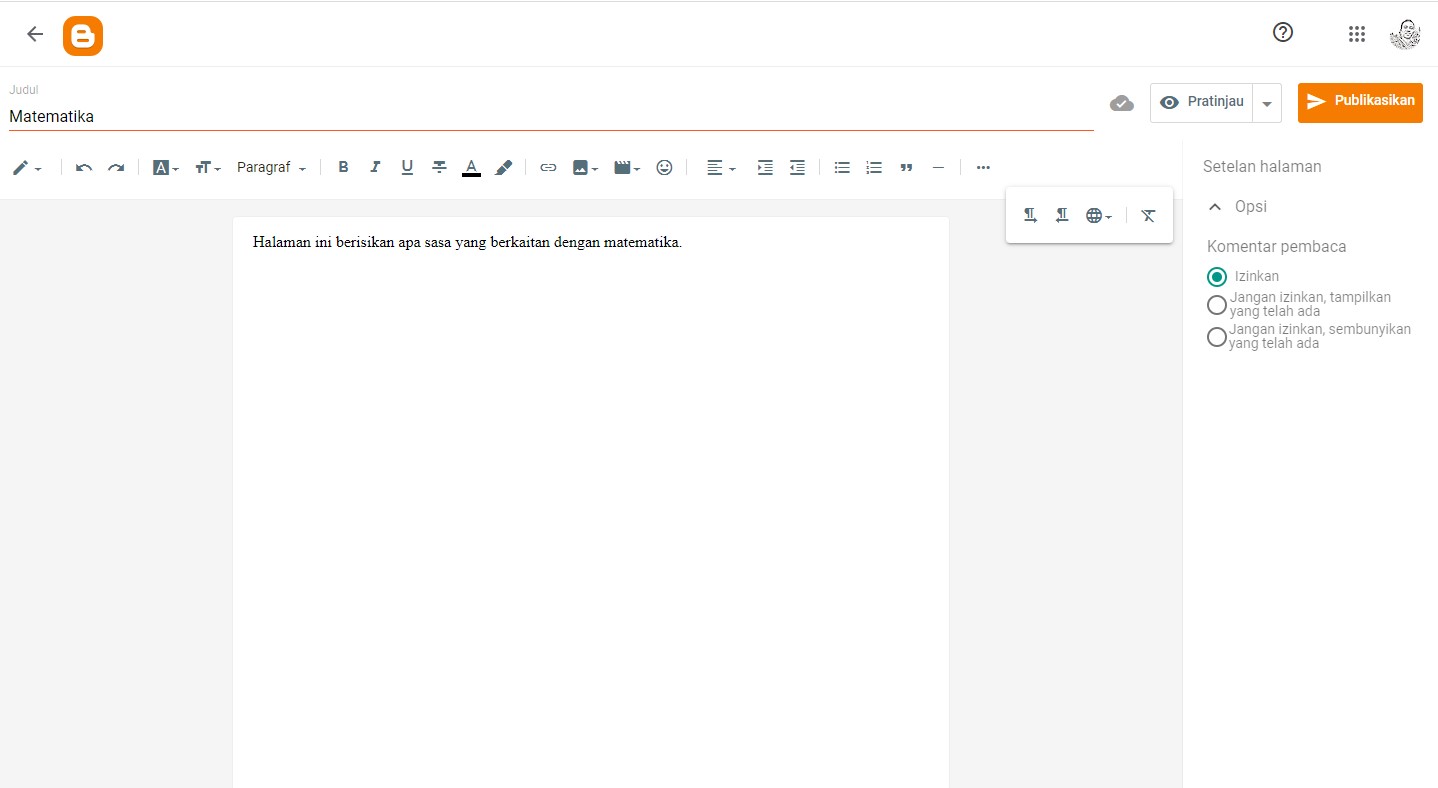 Judul
Matematika
Pratinjau
Publikasikan
Paragraf
Setelan halaman
Opsi
Halaman ini berisikan apa sasa yang berkaitan dengan matematika.
Komentar pembaca
Izinkan
Jangan izinkan, tampilkan
yang telah ada
Jangan izinkan, sembunyikan
yang telah ada